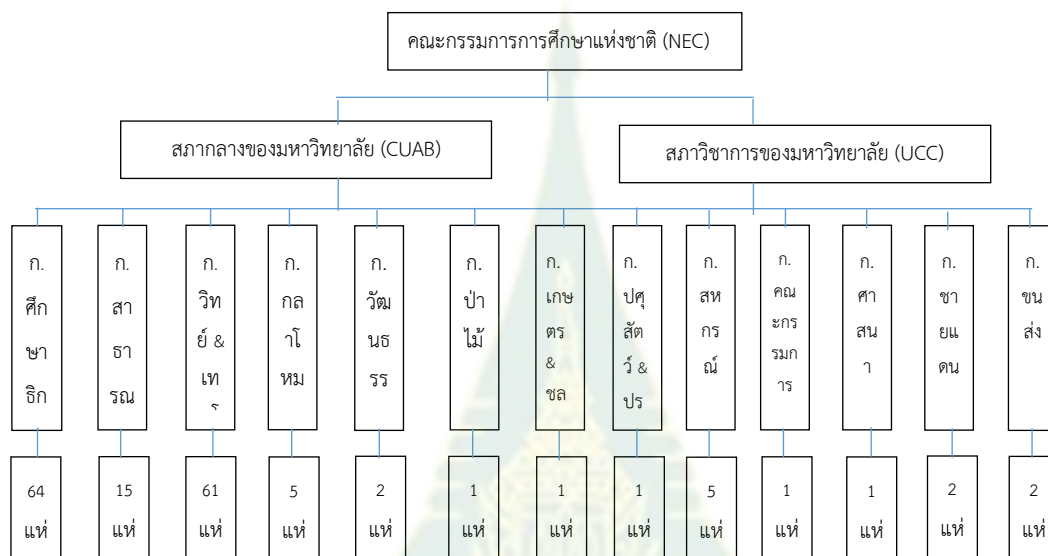 คณะกรรมการการศึกษาแห่งชาติ (NEC)
สภากลางของมหาวิทยาลัย (CUAB)
สภาวิชาการของมหาวิทยาลัย (UCC)
ก.
ศึก
ษา
ธิก
ก.
สา
ธา
รณ
ก.
วิท
ย์ &
เท
ก.
กล
าโ
หม
ก.
วัฒ
นธ
รร
ก.
ป่า
ไม้
ก.
เกษ
ตร
&
ชล
ก.
ปศุ
สัต
ว์ &
ปร
ก.
สห
กร
ณ์
ก.
คณ
ะกร
รมก
าร
ก.
ศา
สน
า
ก.
ชา
ยแ
ดน
ก.
ขน
ส่ง
64
แห่
15
แห่
61
แห่
5
แห่
2
แห่
1
แห่
1
แห่
1
แห่
5
แห่
1
แห่
1
แห่
2
แห่
2
แห่